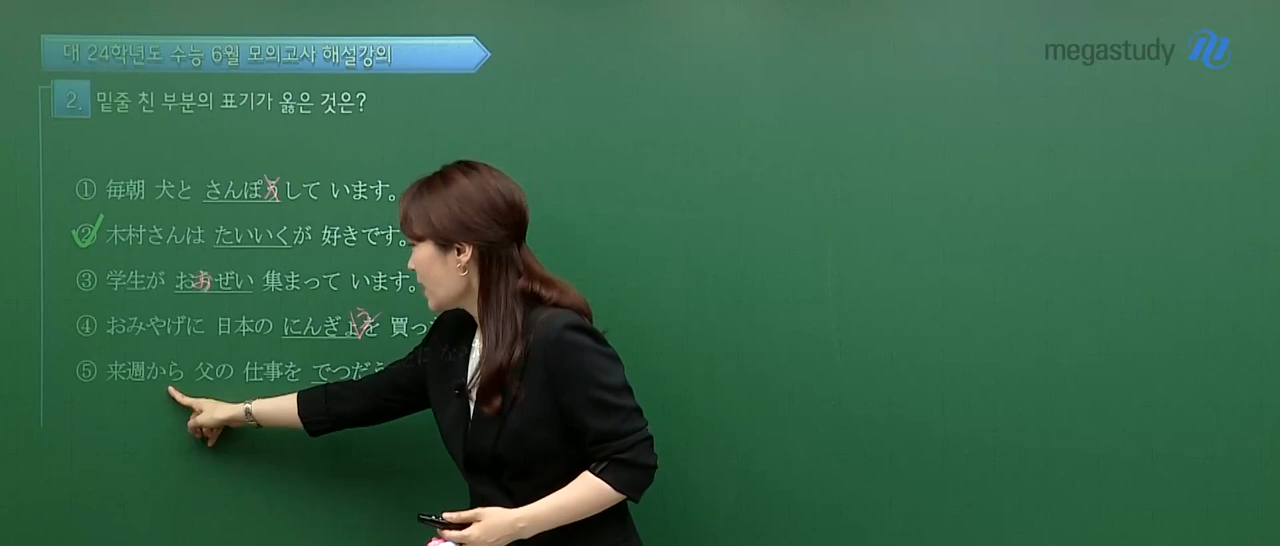 대 24학년도 수능 6월 모의고사 해설강의
megastudy
2. 밑줄 친 부분의 표기가 옳은 것은?
① 毎朝 犬と さんぽうして います。
② 木村さんは たいいくが 好きです。
③ 学生が おおぜい 集まって います。
④ おみやげに 日本の にんぎょを 買っ
う
⑤ 来週から 父の 仕事を でつだう